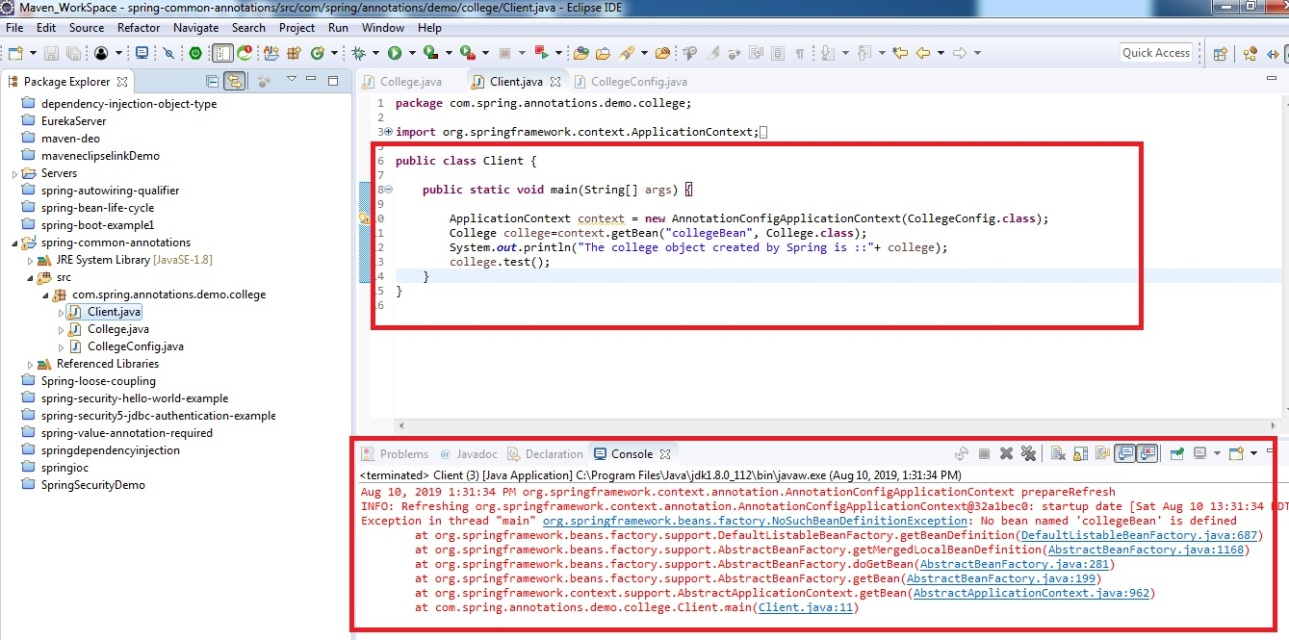 Maven_WorkSpace - spring-common-annotations/src/com/spring/annotations/demo/college/Client.java - Eclipse IDE
File Edit Source Refactor Navigate Search Project Run Window Help
Quick Access
Package Explorer
dependency-injection-object-type
EurekaServer
maven-deo
maveneclipselinkDemo
Servers
spring-autowiring-qualifier
spring-bean-life-cycle
spring-boot-example1
spring-common-annotations
JRE System Library [JavaSE-1.8]
src
com.spring.annotations.demo.college
Client.java
College.java
CollegeConfig.java
Referenced Libraries
Spring-loose-coupling
spring-security-hello-world-example
spring-security5-jdbc-authentication-example
spring-value-annotation-required
springdependencyinjection
springioc
SpringSecurityDemo
College.java Client.java CollegeConfig.java
1 package com.spring.annotations.demo.college;
2
3 import org.springframework.context.ApplicationContext;
5
6 public class Client {
7
8 public static void main(String[] args) {
9
0 ApplicationContext context = new AnnotationConfigApplicationContext(CollegeConfig.class);
1 College college=context.getBean("collegeBean", College.class);
2 System.out.println("The college object created by Spring is ::"+ college);
3 college.test();
4 }
5 }
6
Problems @ Javadoc Declaration Console
<terminated> Client (3) [Java Application] C:\Program Files\Java\jdk1.8.0_112\bin\javaw.exe (Aug 10, 2019, 1:31:34 PM)
Aug 10, 2019 1:31:34 PM org.springframework.context.annotation.AnnotationConfigApplicationContext prepareRefresh
INFO: Refreshing org.springframework.context.annotation.AnnotationConfigApplicationContext@32a1bec0: startup date [Sat Aug 10 13:31:34 EDT
Exception in thread "main" org.springframework.beans.factory.NoSuchBeanDefinitionException: No bean named 'collegeBean' is defined
at org.springframework.beans.factory.support.DefaultListableBeanFactory.getBeanDefinition(DefaultListableBeanFactory.java:687)
at org.springframework.beans.factory.support.AbstractBeanFactory.getMergedLocalBeanDefinition(AbstractBeanFactory.java:1168)
at org.springframework.beans.factory.support.AbstractBeanFactory.doGetBean(AbstractBeanFactory.java:281)
at org.springframework.beans.factory.support.AbstractBeanFactory.getBean(AbstractBeanFactory.java:199)
at org.springframework.context.support.AbstractApplicationContext.getBean(AbstractApplicationContext.java:962)
at com.spring.annotations.demo.college.Client.main(Client.java:11)